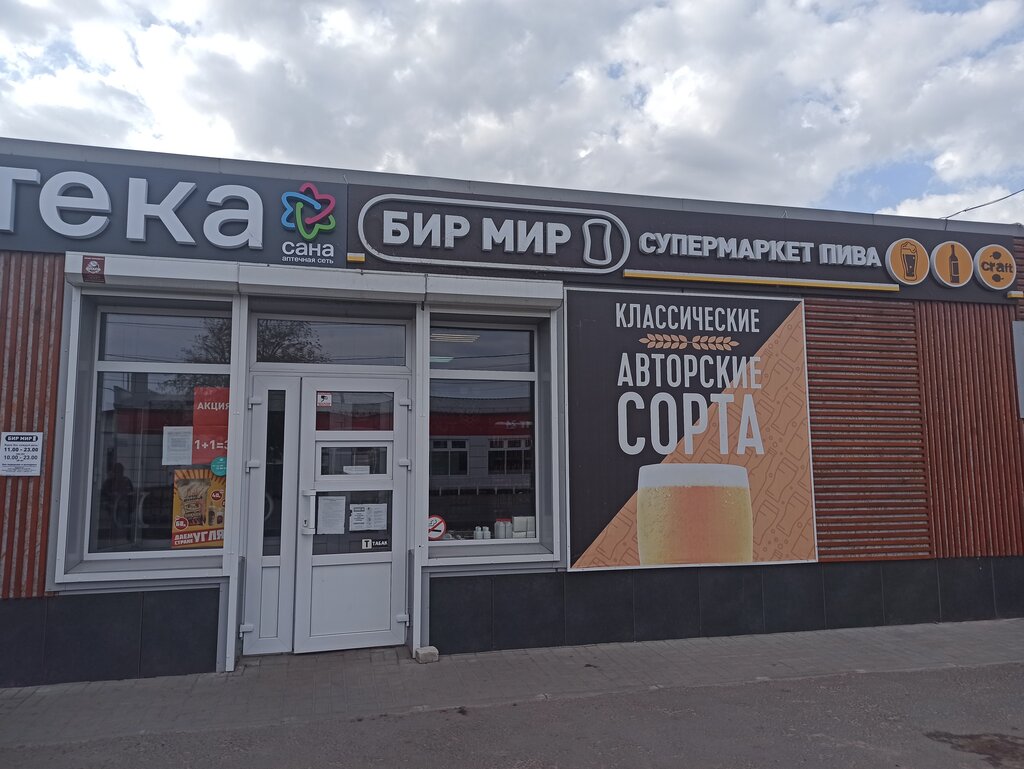 тека
сана
аптечная сеть
БИР МИР
СУПЕРМАРКЕТ ПИВА
craft
КЛАССИЧЕСКИЕ
АВТОРСКИЕ
СОРТА
АКЦИЯ
1+1=3
БИР МИР
11.00 - 23.00
10.00 - 23.00
ТАБАК